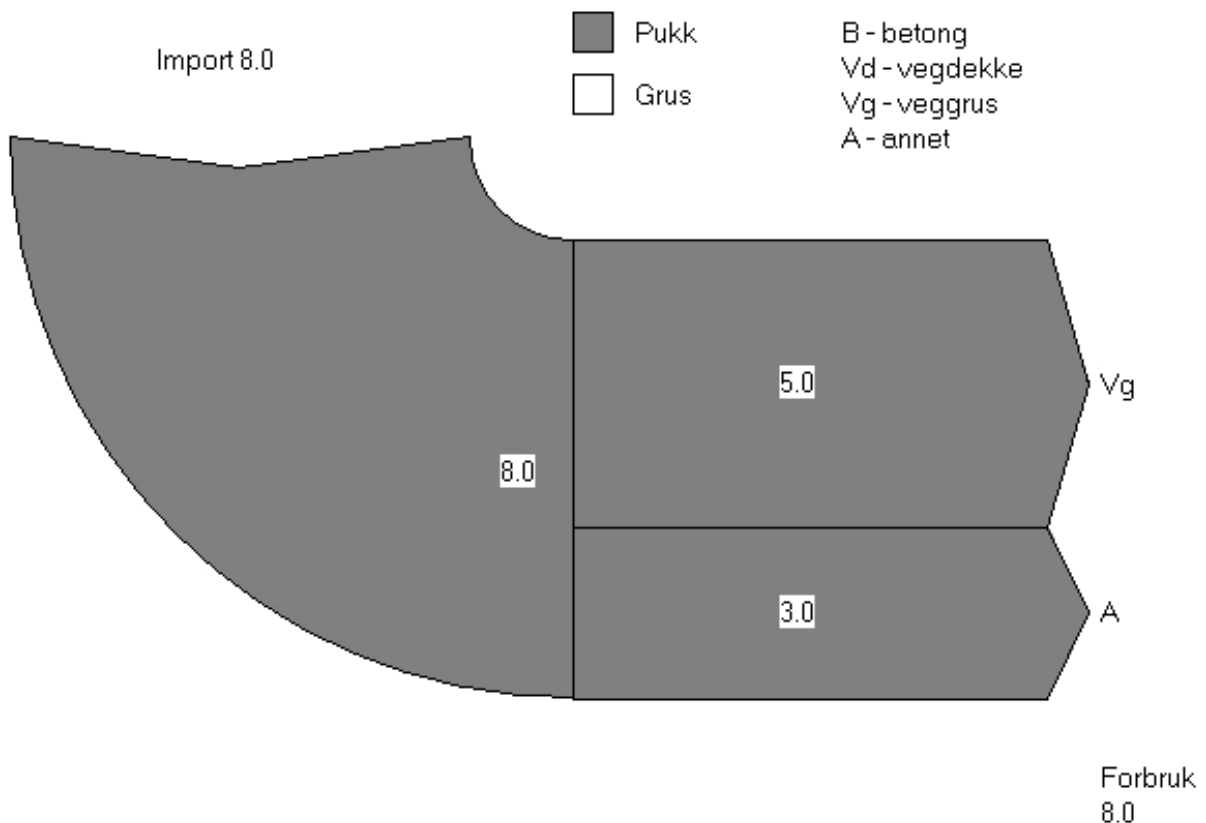 Import 8.0
Pukk
Grus
B - betong
Vd - vegdekke
Vg - veggrus
A - annet
5.0
Vg
8.0
3.0
A
Forbruk
8.0